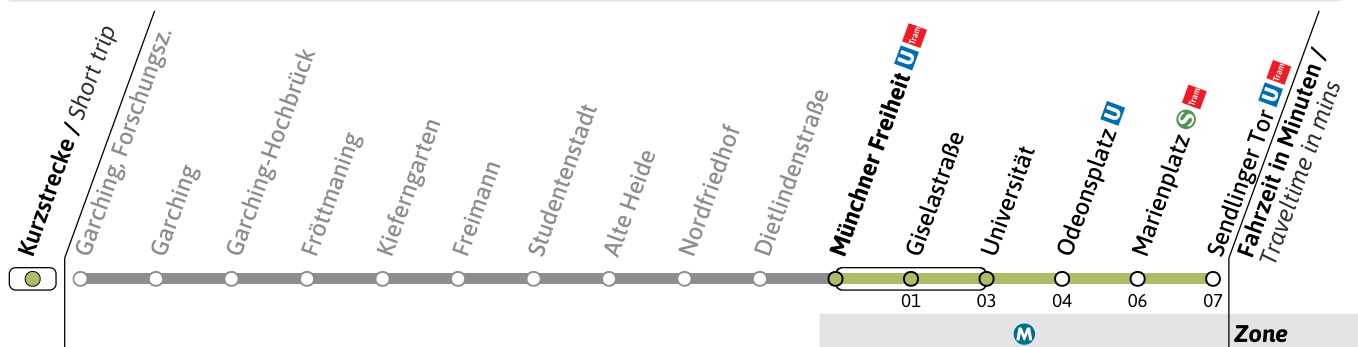 Kurzstrecke / Short trip
Garching, Forschungsz.
Garching
Garching-Hochbrück
Fröttmaning
Kieferngarten
Freimann
Studentenstadt
Alte Heide
Nordfriedhof
Dietlindenstraße
Münchner Freiheit U Tram
Giselastraße
Universität
Odeonsplatz U
Marienplatz S Tram
Sendlinger Tor U Tram
Fahrzeit in Minuten /
Traveltime in mins
01 03 04 06 07
M Zone